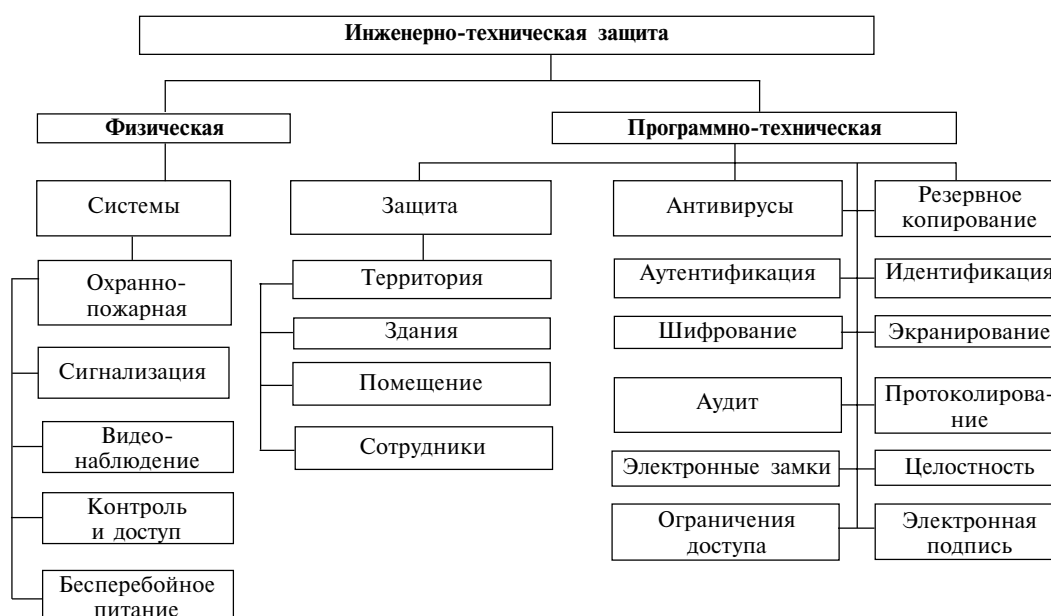 Инженерно-техническая защита
Физическая
Программно-техническая
Системы
Охранно-
пожарная
Сигнализация
Видео-
наблюдение
Контроль
и доступ
Бесперебойное
питание
Защита
Территория
Здания
Помещение
Сотрудники
Антивирусы
Резервное
копирование
Аутентификация
Идентификация
Шифрование
Экранирование
Аудит
Протоколирова-
ние
Электронные замки
Целостность
Ограничения
доступа
Электронная
подпись